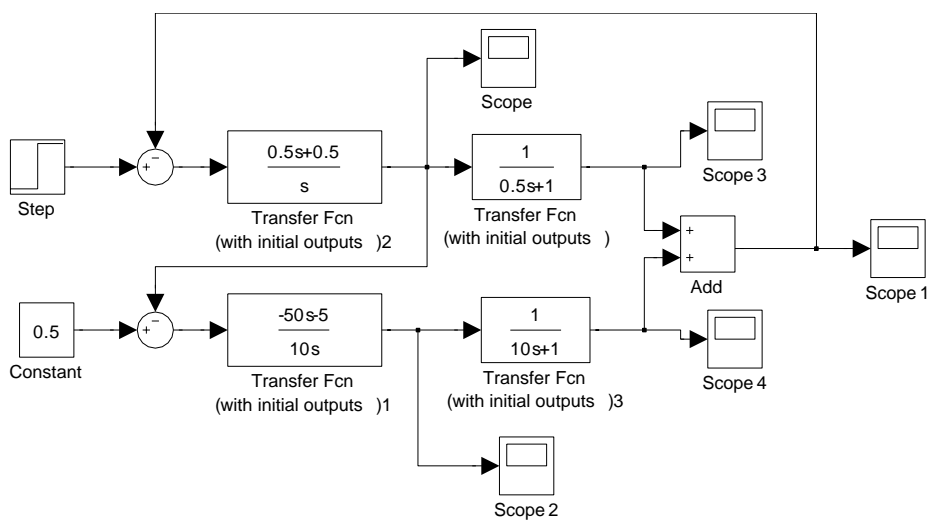 Scope
+
−
0.5s+0.5
s
1
0.5s+1
Scope 3
Step
Transfer Fcn
(with initial outputs )2
Transfer Fcn
(with initial outputs )
+
+
Add
Scope 1
0.5
Constant
+
−
-50s-5
10s
1
10s+1
Scope 4
Transfer Fcn
(with initial outputs )1
Transfer Fcn
(with initial outputs )3
Scope 2